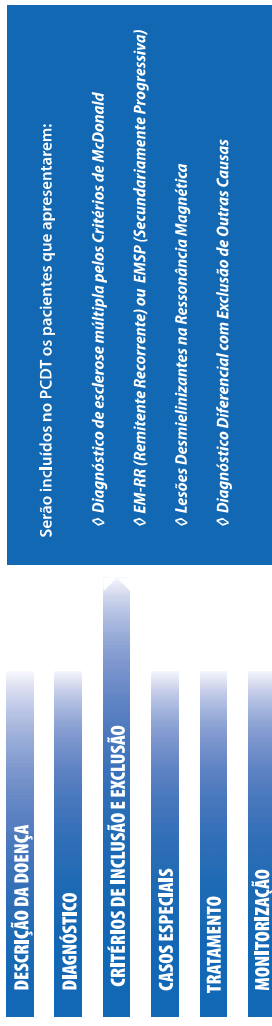 DESCRIÇÃO DA DOENÇA
DIAGNÓSTICO
CRITÉRIOS DE INCLUSÃO E EXCLUSÃO
CASOS ESPECIAIS
TRATAMENTO
MONITORIZAÇÃO
Serão incluídos no PCDT os pacientes que apresentarem:
◊ Diagnóstico de esclerose múltipla pelos Critérios de McDonald
◊ EM-RR (Remitente Recorrente) ou EMSP (Secundariamente Progressiva)
◊ Lesões Desmielinizantes na Ressonância Magnética
◊ Diagnóstico Diferencial com Exclusão de Outras Causas